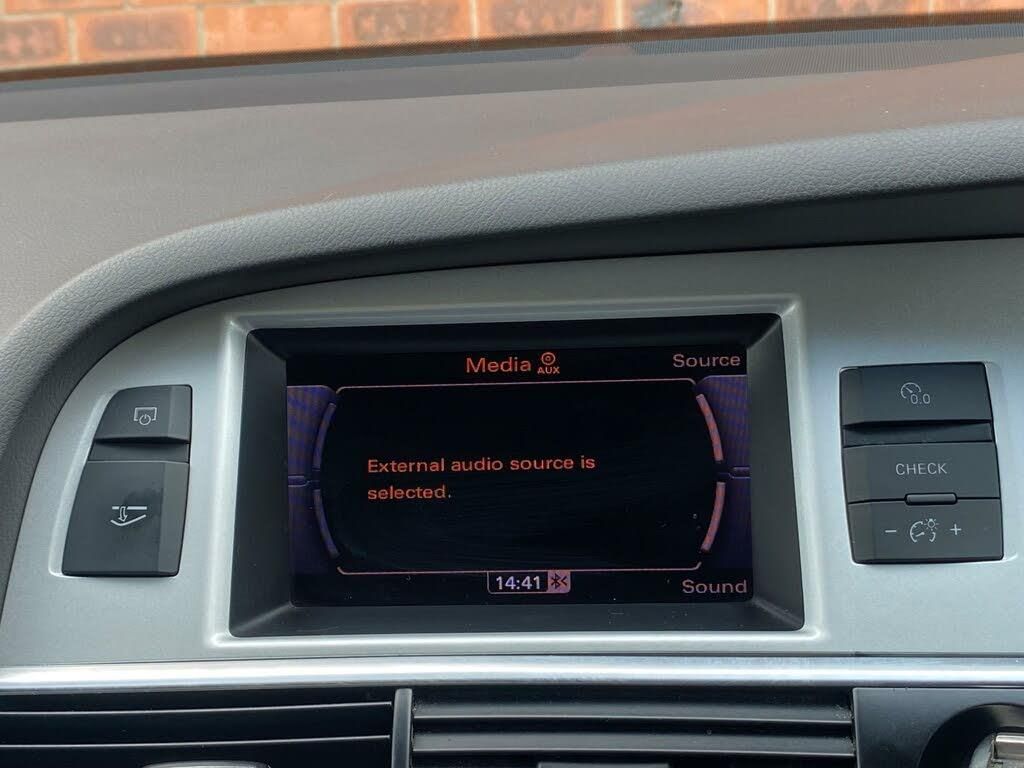 Media AUX
Source
External audio source is
selected.
14:41
Sound
0.0
CHECK
- +